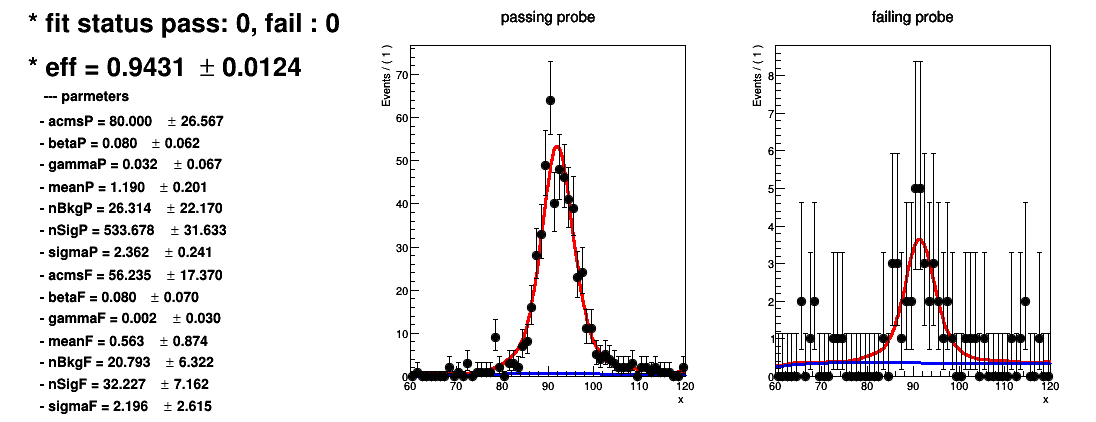 * fit status pass: 0, fail : 0
* eff = 0.9431 ± 0.0124
--- parmeters
- acmsP = 80.000 ± 26.567
- betaP = 0.080 ± 0.062
- gammaP = 0.032 ± 0.067
- meanP = 1.190 ± 0.201
- nBkgP = 26.314 ± 22.170
- nSigP = 533.678 ± 31.633
- sigmaP = 2.362 ± 0.241
- acmsF = 56.235 ± 17.370
- betaF = 0.080 ± 0.070
- gammaF = 0.002 ± 0.030
- meanF = 0.563 ± 0.874
- nBkgF = 20.793 ± 6.322
- nSigF = 32.227 ± 7.162
- sigmaF = 2.196 ± 2.615
passing probe
Events / ( 1 )
70
60
50
40
30
20
10
0
60 70 80 90 100 110 120
x
failing probe
Events / ( 1 )
8
7
6
5
4
3
2
1
0
60 70 80 90 100 110 120
x